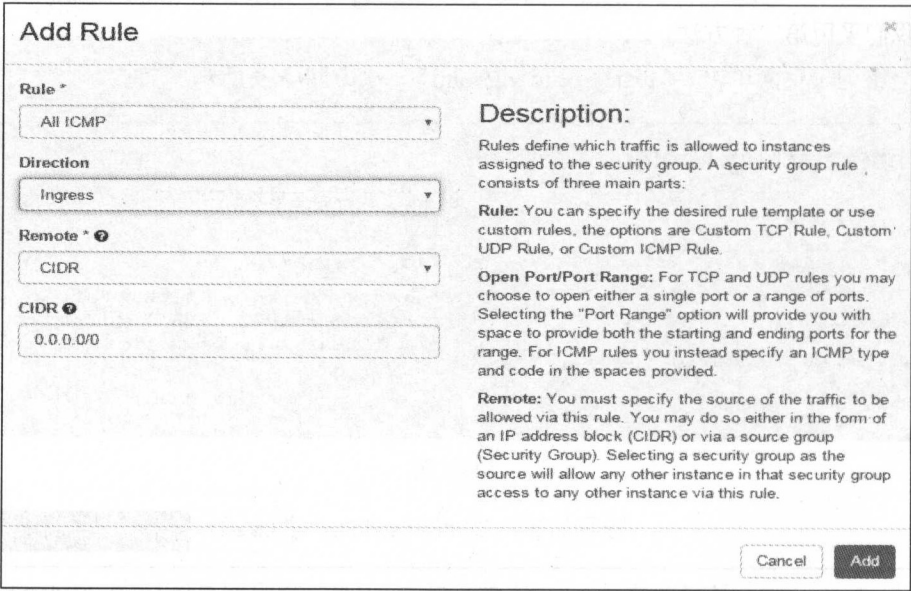 Add Rule
×
Rule *
All ICMP
Direction
Ingress
Remote *
CIDR
CIDR
0.0.0.0/0
Description:
Rules define which traffic is allowed to instances
assigned to the security group. A security group rule
consists of three main parts:
Rule: You can specify the desired rule template or use
custom rules, the options are Custom TCP Rule, Custom
UDP Rule, or Custom ICMP Rule.
Open Port/Port Range: For TCP and UDP rules you may
choose to open either a single port or a range of ports.
Selecting the "Port Range" option will provide you with
space to provide both the starting and ending ports for the
range. For ICMP rules you instead specify an ICMP type
and code in the spaces provided.
Remote: You must specify the source of the traffic to be
allowed via this rule. You may do so either in the form of
an IP address block (CIDR) or via a source group
(Security Group). Selecting a security group as the
source will allow any other instance in that security group
access to any other instance via this rule.
Cancel
Add